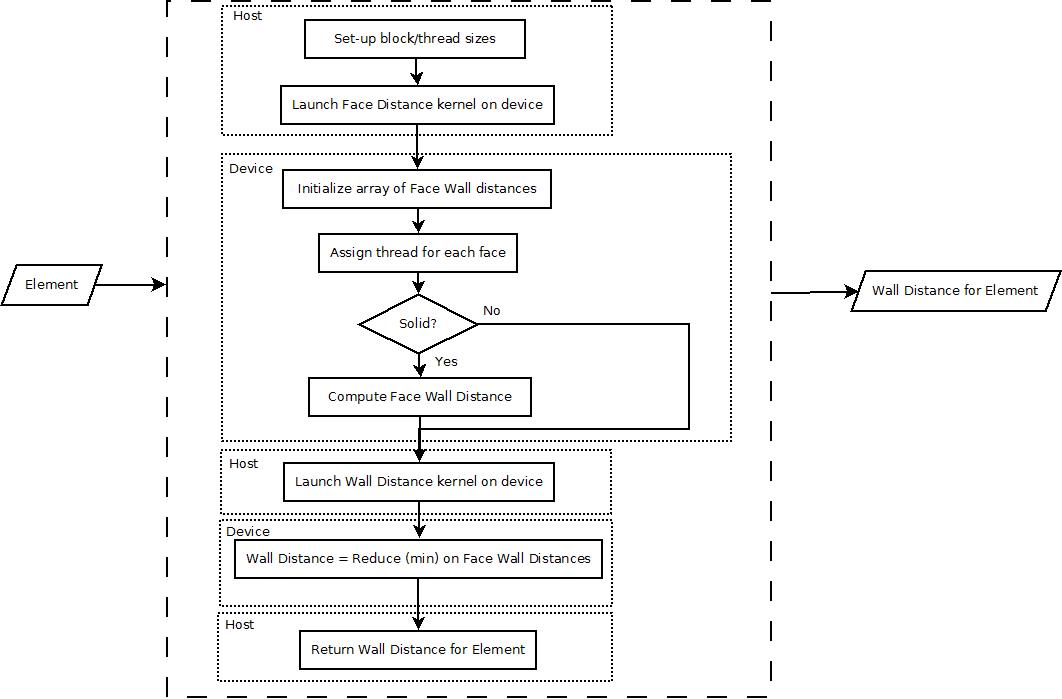 Host
Set-up block/thread sizes
Launch Face Distance kernel on device
Device
Initialize array of Face Wall distances
Assign thread for each face
Element
Solid?
No
Yes
Wall Distance for Element
Compute Face Wall Distance
Host
Launch Wall Distance kernel on device
Device
Wall Distance = Reduce (min) on Face Wall Distances
Host
Return Wall Distance for Element